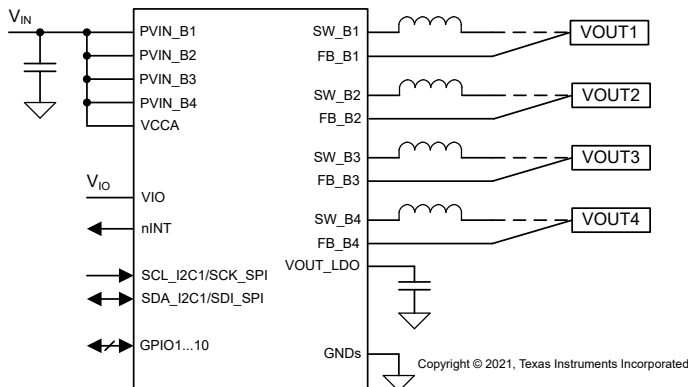 VIN
PVIN_B1
PVIN_B2
PVIN_B3
PVIN_B4
VCCA
VIO
VIO
nINT
SCL_I2C1/SCK_SPI
SDA_I2C1/SDI_SPI
GPIO1...10
SW_B1
FB_B1
SW_B2
FB_B2
SW_B3
FB_B3
SW_B4
FB_B4
VOUT_LDO
GNDs
VOUT1
VOUT2
VOUT3
VOUT4
Copyright © 2021, Texas Instruments Incorporated